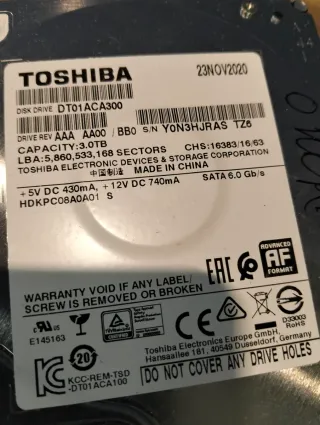 TOSHIBA
23NOV2020
DISK DRIVE DT01ACA300
DRIVE REV AAA AA00 / BB0 S/N Y0N3HJRAS TZ6
CAPACITY:3.0TB CHS:16383/16/63
LBA:5,860,533,168 SECTORS
TOSHIBA ELECTRONIC DEVICES & STORAGE CORPORATION
中国制造 MADE IN CHINA
+5V DC 430mA, +12V DC 740mA SATA 6.0 Gb/s
HDKPC08A0A01 S
EAC
ADVANCED
AF
FORMAT
WARRANTY VOID IF ANY LABEL/
SCREW IS REMOVED OR BROKEN
E145163
D33003
RoHS
Toshiba Electronics Europe GmbH,
Hansaallee 181, 40549 Dusseldorf, Germany
20
KCC-REM-TSD
-DT01ACA100
DO NOT COVER ANY DRIVE HOLES